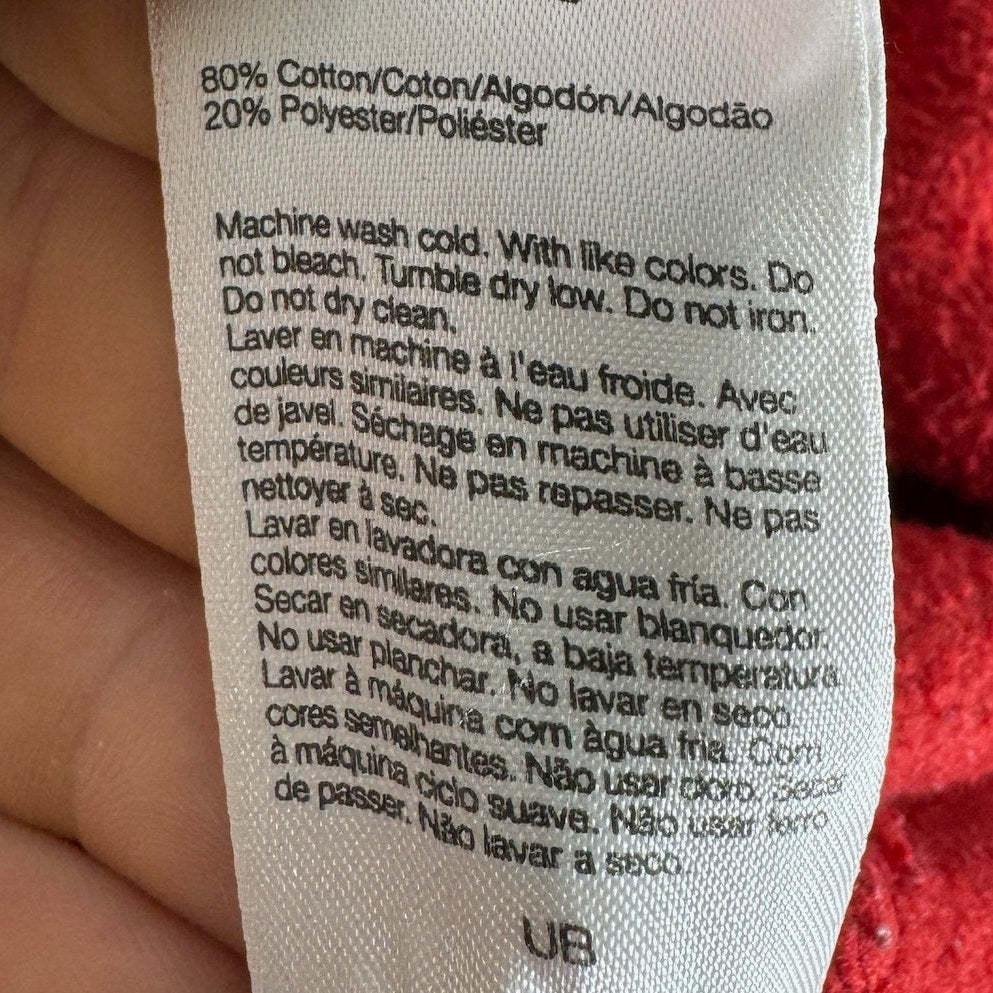 80% Cotton/Coton/Algodón/Algodão
20% Polyester/Poliéster
Machine wash cold. With like colors. Do
not bleach. Tumble dry low. Do not iron.
Do not dry clean.
Laver en machine à l'eau froide. Avec
couleurs similaires. Ne pas utiliser d'eau
de javel. Séchage en machine à basse
température. Ne pas repasser. Ne pas
nettoyer à sec.
Lavar en lavadora con agua fría. Con
colores similares. No usar blanquedor.
Secar en secadora, a baja temperatura.
No usar planchar. No lavar en seco.
Lavar à máquina com àgua fria. Com
cores semelhantes. Não usar cloro. Secar
à máquina ciclo suave. Não usar ferro
de passer. Não lavar a seco.
UB